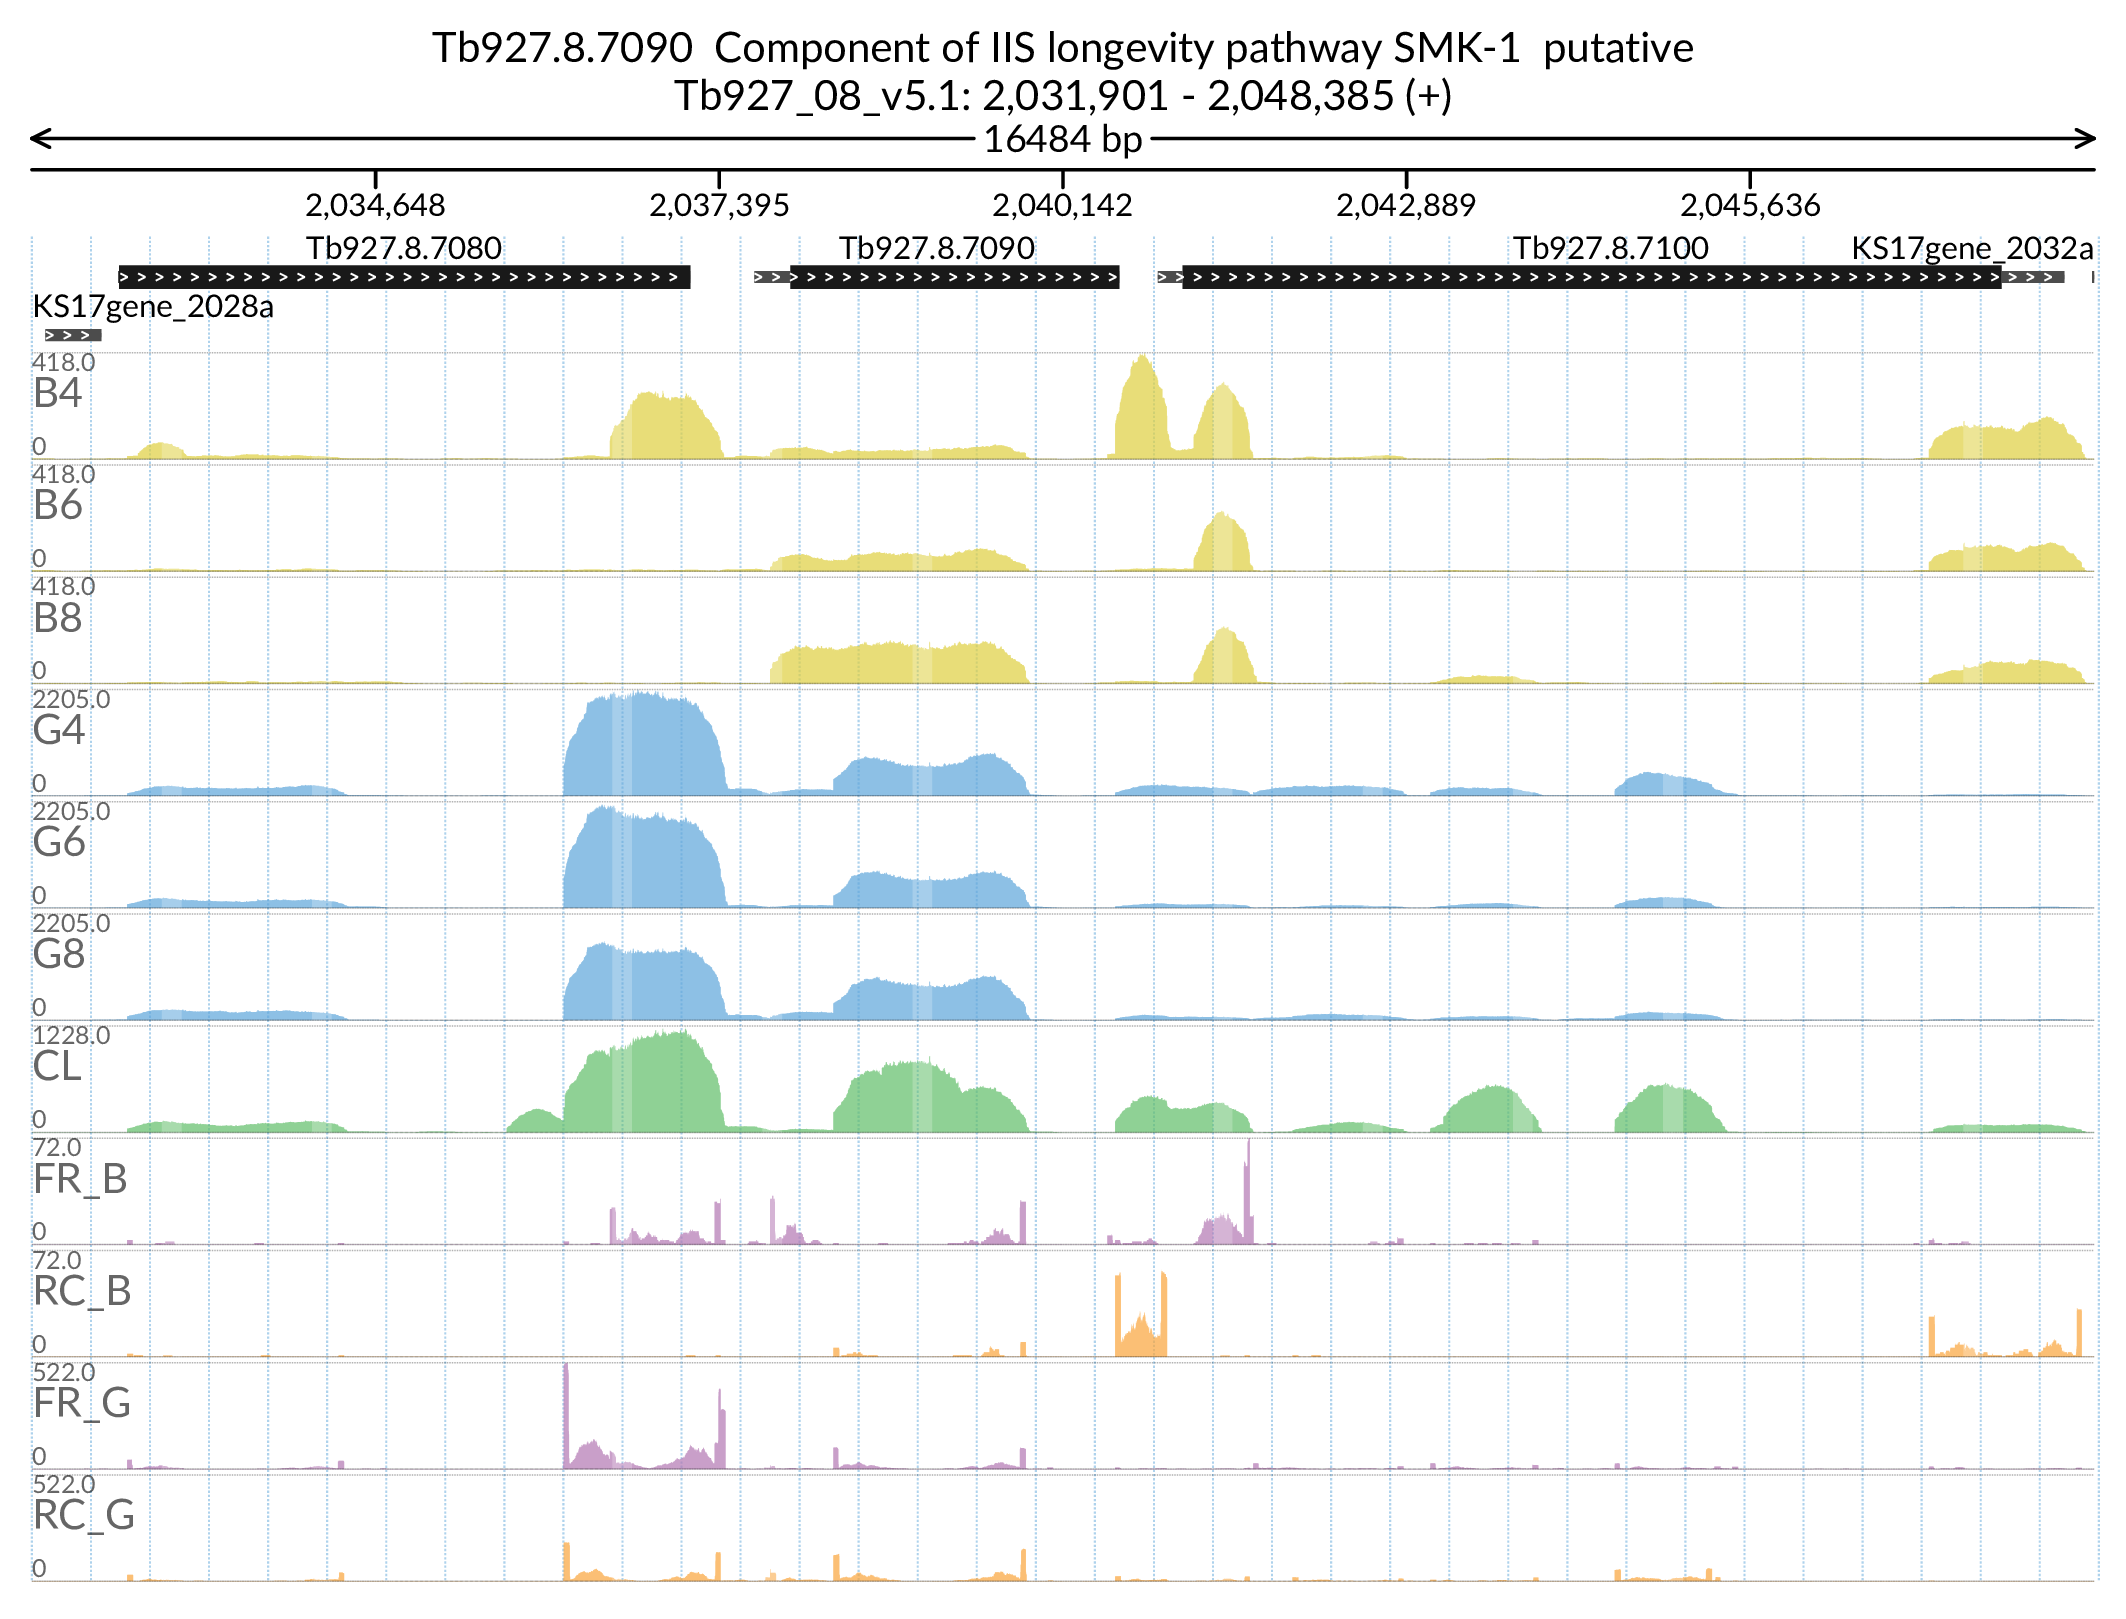 Tb927.8.7090  Component of IIS longevity pathway SMK-1  putative
Tb927_08_v5.1: 2,031,901 - 2,048,385 (+)
16484 bp
2,034,648 2,037,395 2,040,142 2,042,889 2,045,636
Tb927.8.7080 Tb927.8.7090 Tb927.8.7100 KS17gene_2032a
KS17gene_2028a
418.0
B4
0
418.0
B6
0
418.0
B8
0
2205.0
G4
0
2205.0
G6
0
2205.0
G8
0
1228.0
CL
0
72.0
FR_B
0
72.0
RC_B
0
522.0
FR_G
0
522.0
RC_G
0